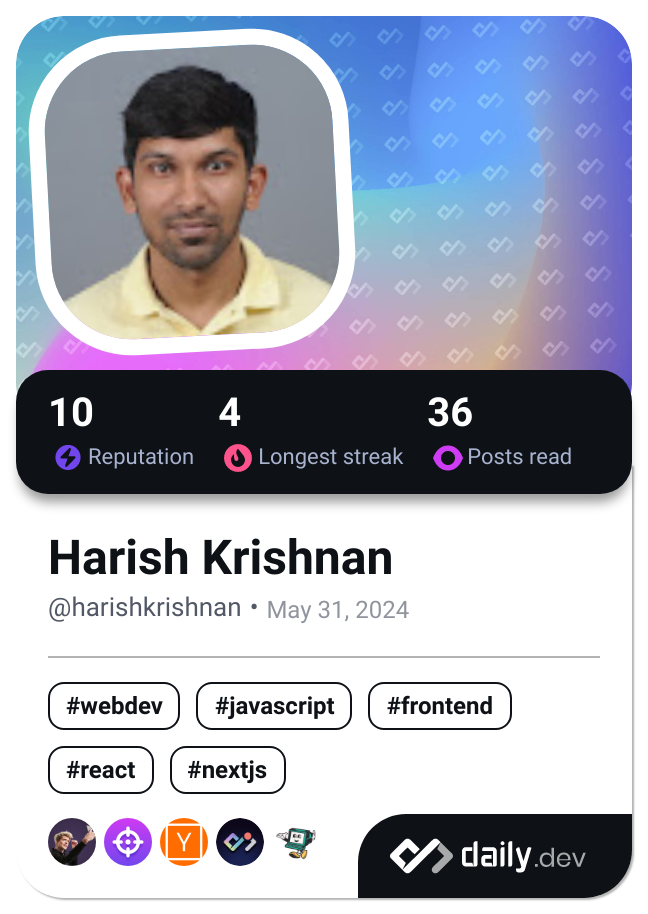 10 4 36
Reputation Longest streak Posts read
Harish Krishnan
@harishkrishnan • May 31, 2024
#webdev #javascript #frontend
#react #nextjs
Y
daily.dev